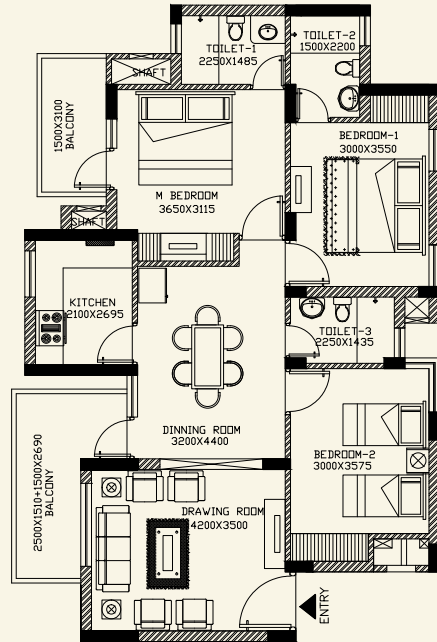 TOILET-1
2250X1485
TOILET-2
1500X2200
SHAFT
1500X3100
BALCONY
BEDROOM-1
3000X3550
M BEDROOM
3650X3115
SHAFT
KITCHEN
2100X2695
TOILET-3
2250X1435
DINNING ROOM
3200X4400
BEDROOM-2
3000X3575
2500X1510+1500X2690
BALCONY
DRAWING ROOM
4200X3500
ENTRY